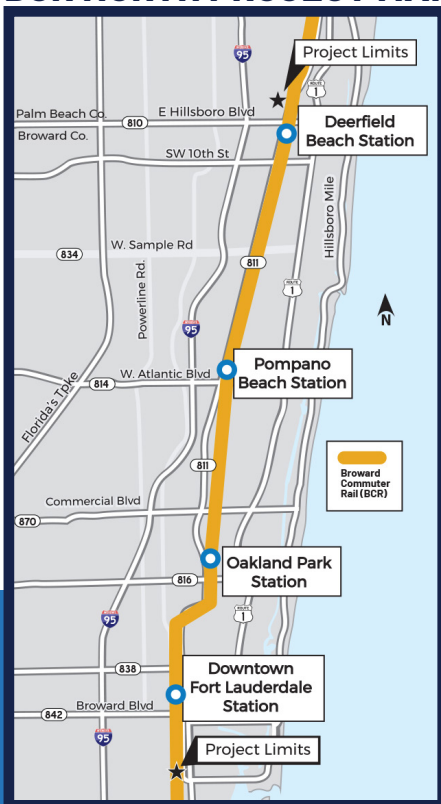 95
Project Limits
ROUTE
1
Palm Beach Co.
E Hillsboro Blvd
810
Broward Co.
Deerfield
Beach Station
SW 10th St
Hillsboro Mile
W. Sample Rd
834
811
Powerline Rd.
ROUTE
1
N
95
Pompano
Beach Station
W. Atlantic Blvd
814
Florida's Tpke
811
Broward
Commuter
Rail (BCR)
Commercial Blvd
870
Oakland Park
Station
816
95
ROUTE
1
838
Downtown
Fort Lauderdale
Station
Broward Blvd
842
95
Project Limits